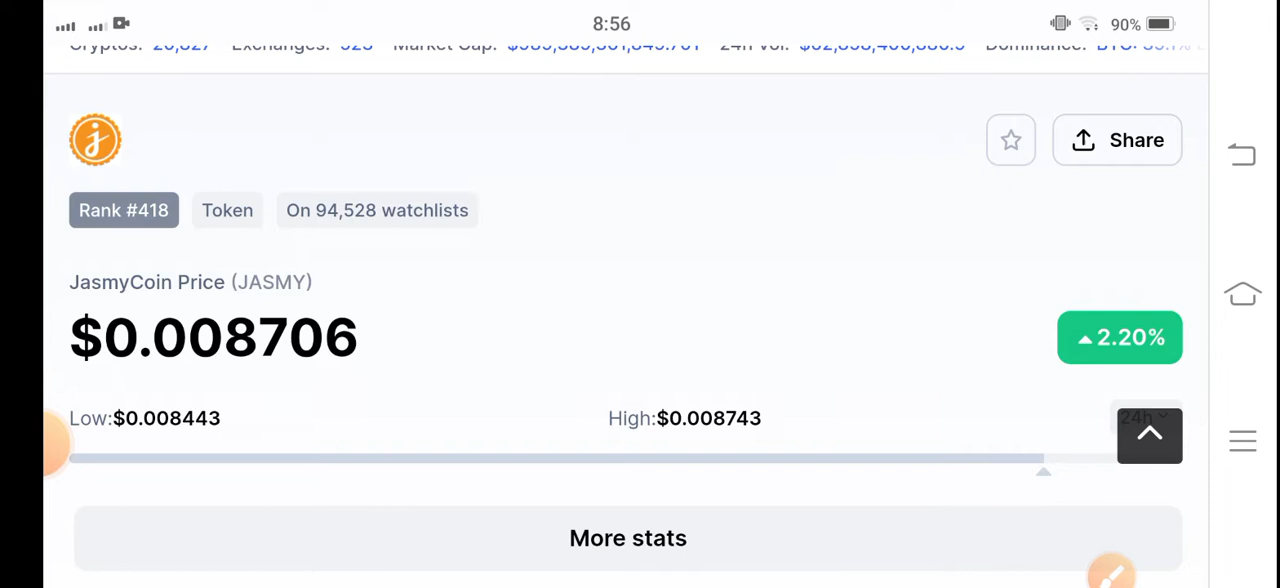 8:56
90%
Rank #418
Token
On 94,528 watchlists
Share
JasmyCoin Price (JASMY)
$0.008706
2.20%
Low:$0.008443
High:$0.008743
24h
More stats